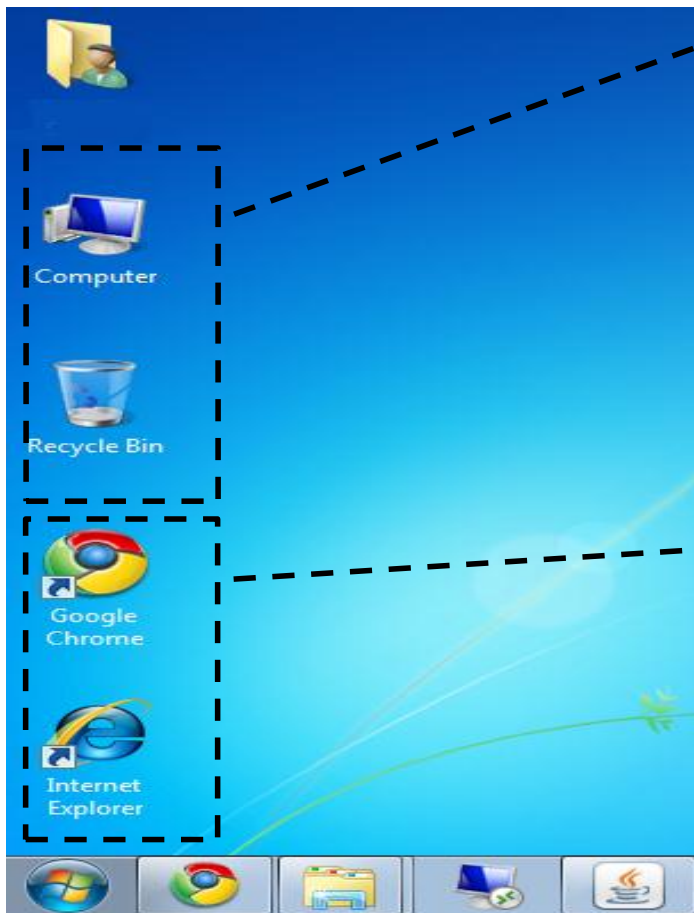 Computer
Recycle Bin
Google
Chrome
Internet
Explorer